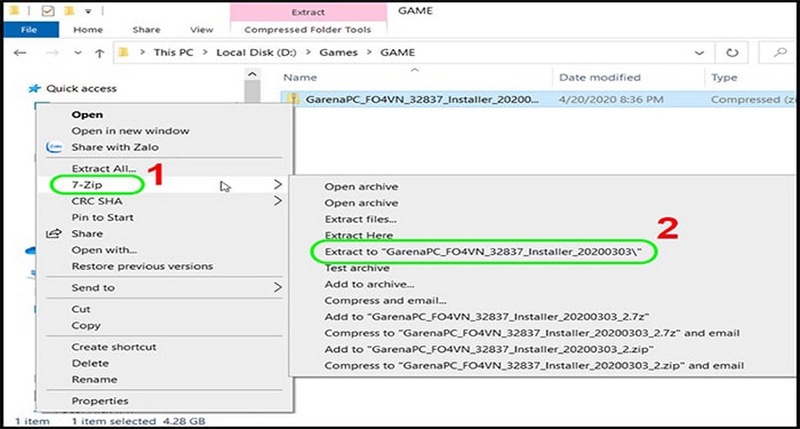 Extract
GAME
File
Home
Share
View
Compressed Folder Tools
This PC > Local Disk (D:) > Games > GAME
Name
Date modified
Type
Quick access
GarenaPC_FO4VN_32837_Installer_20200...
4/20/2020 8:36 PM
Compressed (zi
Open
Open in new window
Share with Zalo
Extract All...
7-Zip
1
CRC SHA
Pin to Start
Share
Open with...
Restore previous versions
Send to
Cut
Copy
Create shortcut
Delete
Rename
Properties
Open archive
Open archive
Extract files...
Extract Here
2
Extract to "GarenaPC_FO4VN_32837_Installer_20200303\"
Test archive
Add to archive...
Compress and email...
Add to "GarenaPC_FO4VN_32837_Installer_20200303_2.7z"
Compress to "GarenaPC_FO4VN_32837_Installer_20200303_2.7z" and email
Add to "GarenaPC_FO4VN_32837_Installer_20200303_2.zip"
Compress to "GarenaPC_FO4VN_32837_Installer_20200303_2.zip" and email
1 item
1 item selected 4.28 GB